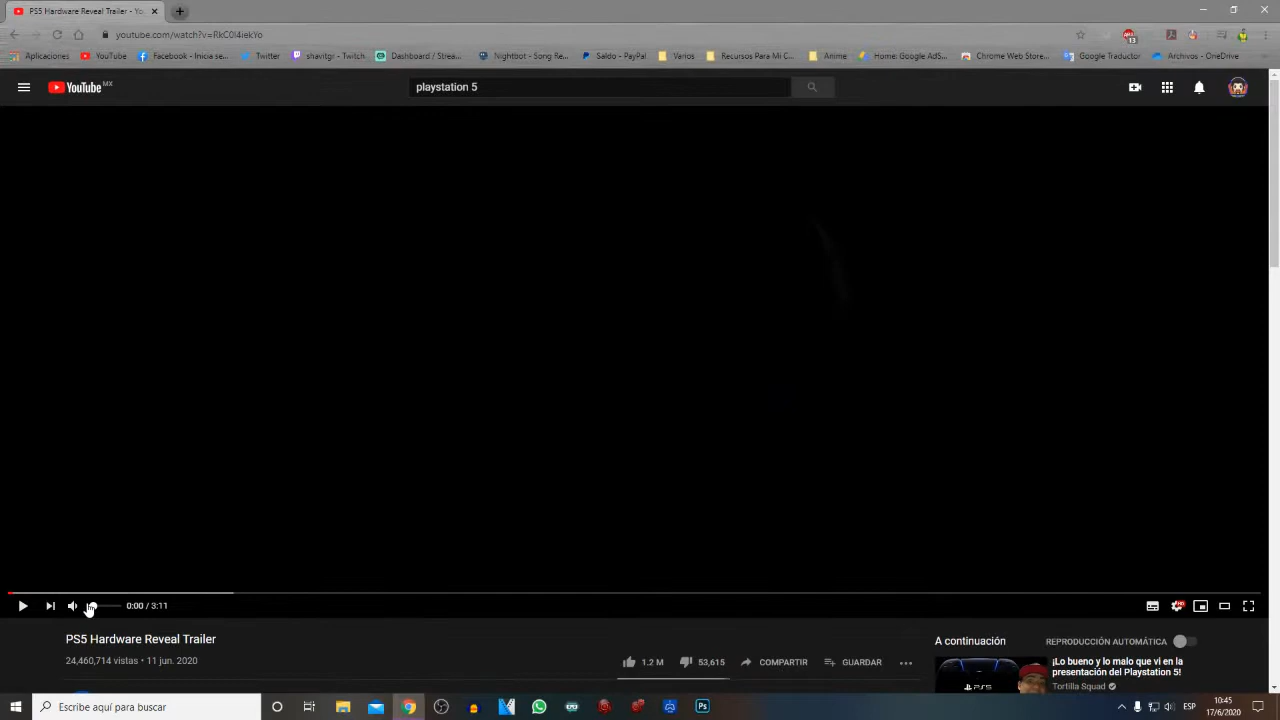 PS5 Hardware Reveal Trailer - Yo
youtube.com/watch?v=RkC0l4iekYo
13
Aplicaciones YouTube Facebook - Inicia se... Twitter shavitgr - Twitch Dashboard / Strea... Nightbot - Song Re... Saldo - PayPal Varios Recursos Para Mi C... Anime Home: Google AdS... Chrome Web Store... Google Traductor Archivos - OneDrive
YouTube MX
playstation 5
0:00 / 3:11
HD
PS5 Hardware Reveal Trailer
24,460,714 vistas • 11 jun. 2020
1.2 M 53,615 COMPARTIR GUARDAR
A continuación REPRODUCCIÓN AUTOMÁTICA
PS5
¡Lo bueno y lo malo que vi en la
presentación del Playstation 5!
Tortilla Squad
Escribe aquí para buscar
Ps
ESP
10:45
17/6/2020